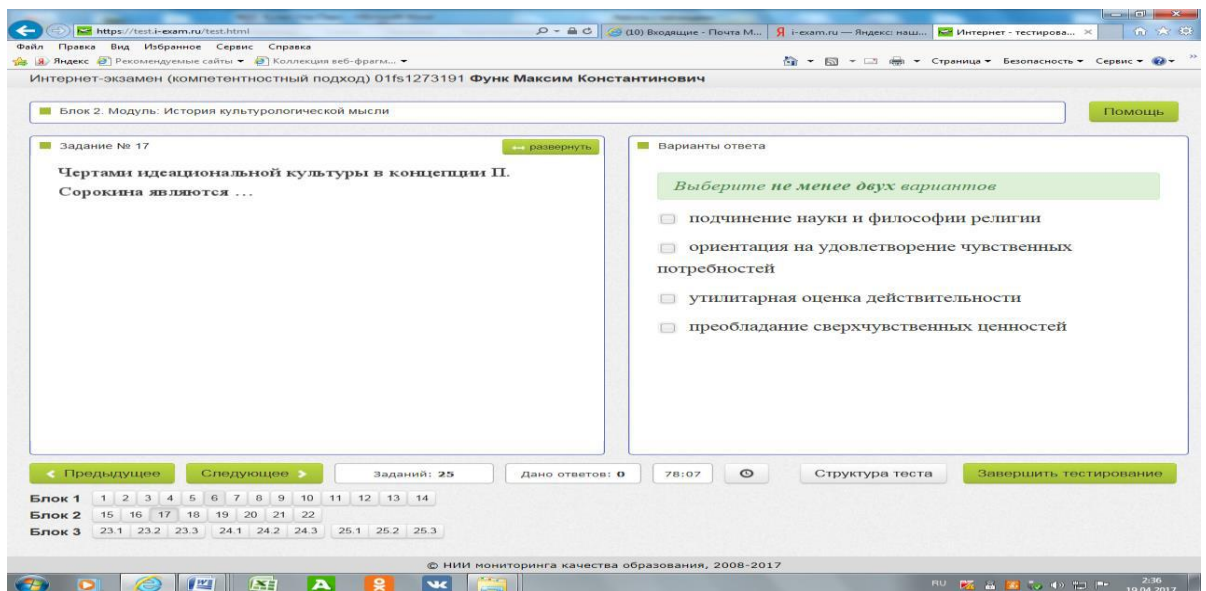 https://test.i-exam.ru/test.html
(10) Входящие - Почта М...
i-exam.ru — Яндекс: наш...
Интернет - тестирова...
Файл Правка Вид Избранное Сервис Справка
Яндекс Рекомендуемые сайты Коллекция веб-фрагм...
Страница Безопасность Сервис
Интернет-экзамен (компетентностный подход) 01fs1273191 Функ Максим Константинович
Блок 2. Модуль: История культурологической мысли
Помощь
Задание № 17
развернуть
Чертами идеациональной культуры в концепции П.
Сорокина являются ...
Варианты ответа
Выберите не менее двух вариантов
подчинение науки и философии религии
ориентация на удовлетворение чувственных
потребностей
утилитарная оценка действительности
преобладание сверхчувственных ценностей
Предыдущее
Следующее
Заданий: 25
Дано ответов: 0
78:07
Структура теста
Завершить тестирование
Блок 1 1 2 3 4 5 6 7 8 9 10 11 12 13 14
Блок 2 15 16 17 18 19 20 21 22
Блок 3 23.1 23.2 23.3 24.1 24.2 24.3 25.1 25.2 25.3
© НИИ мониторинга качества образования, 2008-2017
RU
2:36
19.04.2017